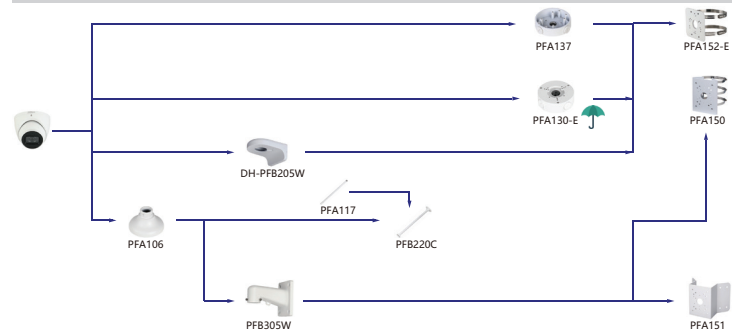 PFA137
PFA152-E
PFA130-E
PFA150
DH-PFB205W
PFA117
PFA106
PFB220C
PFB305W
PFA151